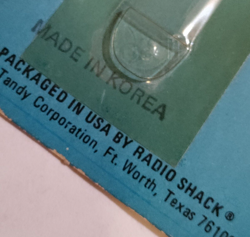 MADE IN KOREA
PACKAGED IN USA BY RADIO SHACK®
Tandy Corporation, Ft. Worth, Texas